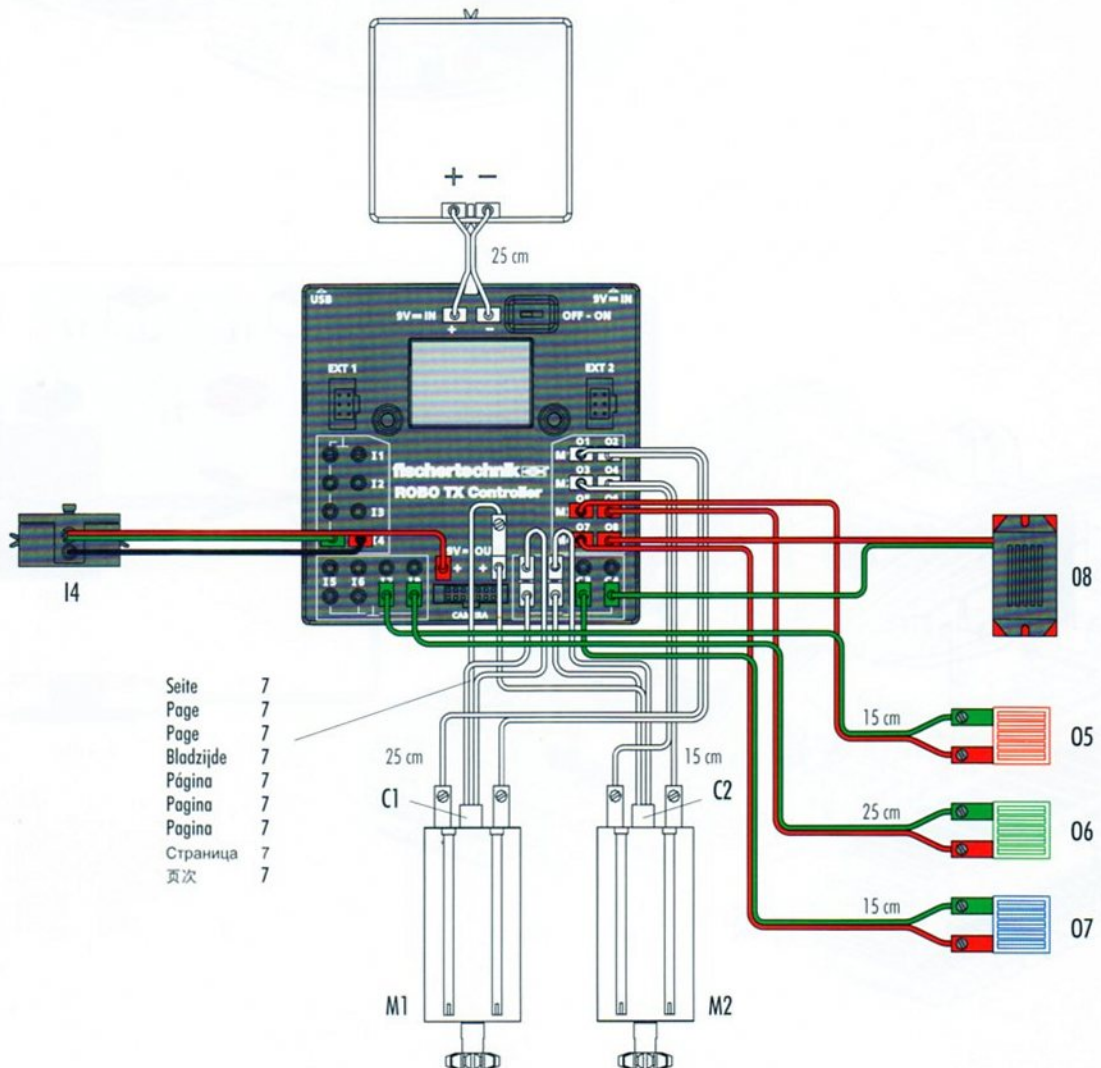 + −
25 cm
USB
9V⎓IN
9V⎓IN
OFF - ON
+ −
EXT 1
EXT 2
O1 O2
I1
M
fischertechnik
O3 O4
I2
ROBO TX Controller
I3
I4
O7 O8
+ +
I5 I6
I4
O8
Seite 7
Page 7
Page 7
Bladzijde 7
Página 7
Pagina 7
Pagina 7
Страница 7
页次 7
25 cm
15 cm
C1
C2
M1
M2
15 cm
O5
25 cm
O6
15 cm
O7